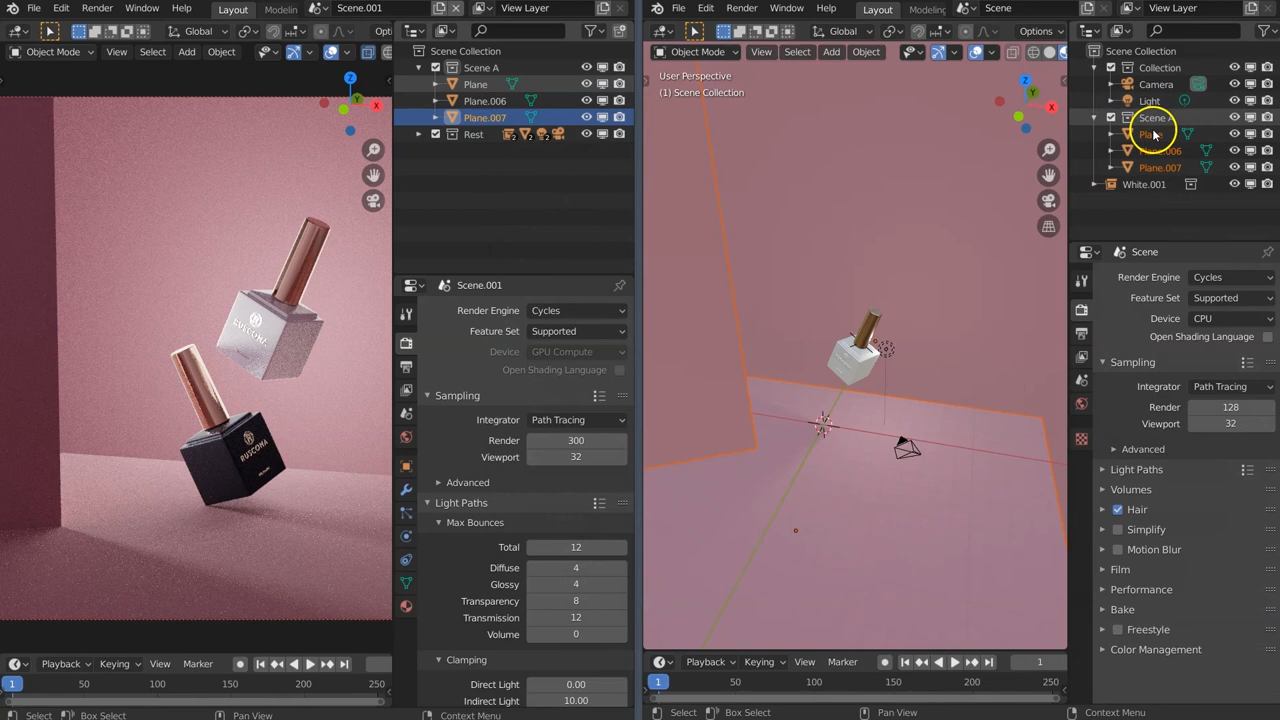 File Edit Render Window Help Layout Modelin Scene.001 View Layer
Object Mode View Select Add Object Global Opti
Scene Collection
Scene A
Plane
Plane.006
Plane.007
Rest 2 2 2
Z
Y
X
RUSCONA
RUSCONA
Scene.001
Render Engine Cycles
Feature Set Supported
Device GPU Compute
Open Shading Language
Sampling
Integrator Path Tracing
Render 300
Viewport 32
Advanced
Light Paths
Max Bounces
Total 12
Diffuse 4
Glossy 4
Transparency 8
Transmission 12
Volume 0
Clamping
Direct Light 0.00
Indirect Light 10.00
Playback Keying View Marker
1 50 100 150 200 250
Select Box Select Pan View Context Menu
File Edit Render Window Help Layout Modeling Scene View Layer
Global Options
Object Mode View Select Add Object
User Perspective
(1) Scene Collection
Z
Y
X
Scene Collection
Collection
Camera
Light
Scene A
Plane
Plane.006
Plane.007
White.001
Scene
Render Engine Cycles
Feature Set Supported
Device CPU
Open Shading Language
Sampling
Integrator Path Tracing
Render 128
Viewport 32
Advanced
Light Paths
Volumes
Hair
Simplify
Motion Blur
Film
Performance
Bake
Freestyle
Color Management
Playback Keying View Marker 1
1 50 100 150 200 250
Select Box Select Pan View Context Menu